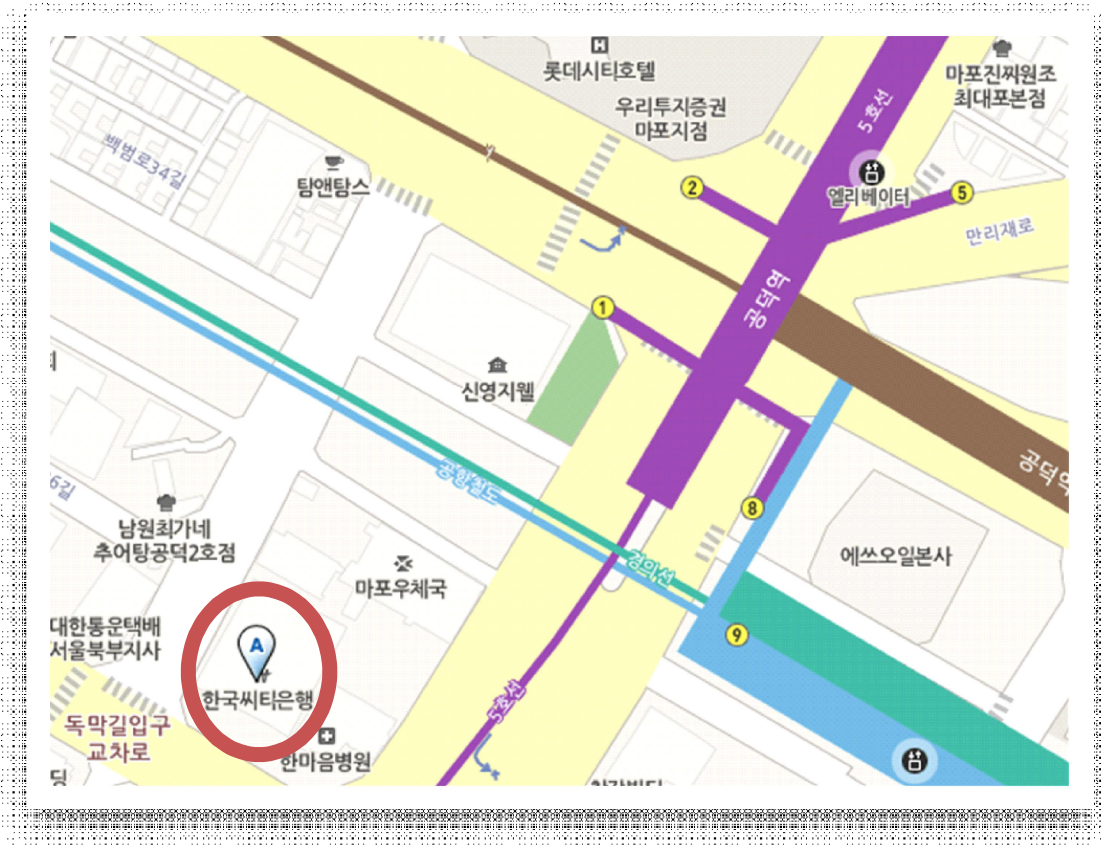 H
롯데시티호텔
마포진찌원조
최대포본점
우리투자증권
마포지점
5호선
백범로34길
탐앤탐스
2
엘리베이터
5
만리재로
1
공덕역
신영지웰
공덕역
6길
공항철도
8
남원최가네
추어탕공덕2호점
에쓰오일본사
경의선
마포우체국
대한통운택배
서울북부지사
A
9
한국씨티은행
5호선
독막길입구
교차로
한마음병원
딩